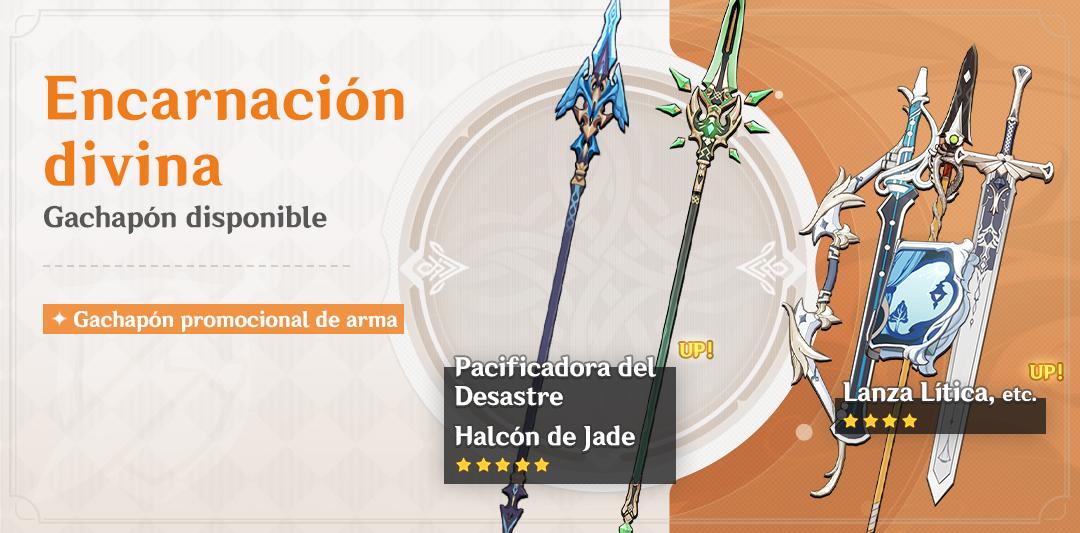 Encarnación
divina
Gachapón disponible
Gachapón promocional de arma
UP!
Pacificadora del
Desastre
Halcón de Jade
UP!
Lanza Lítica, etc.